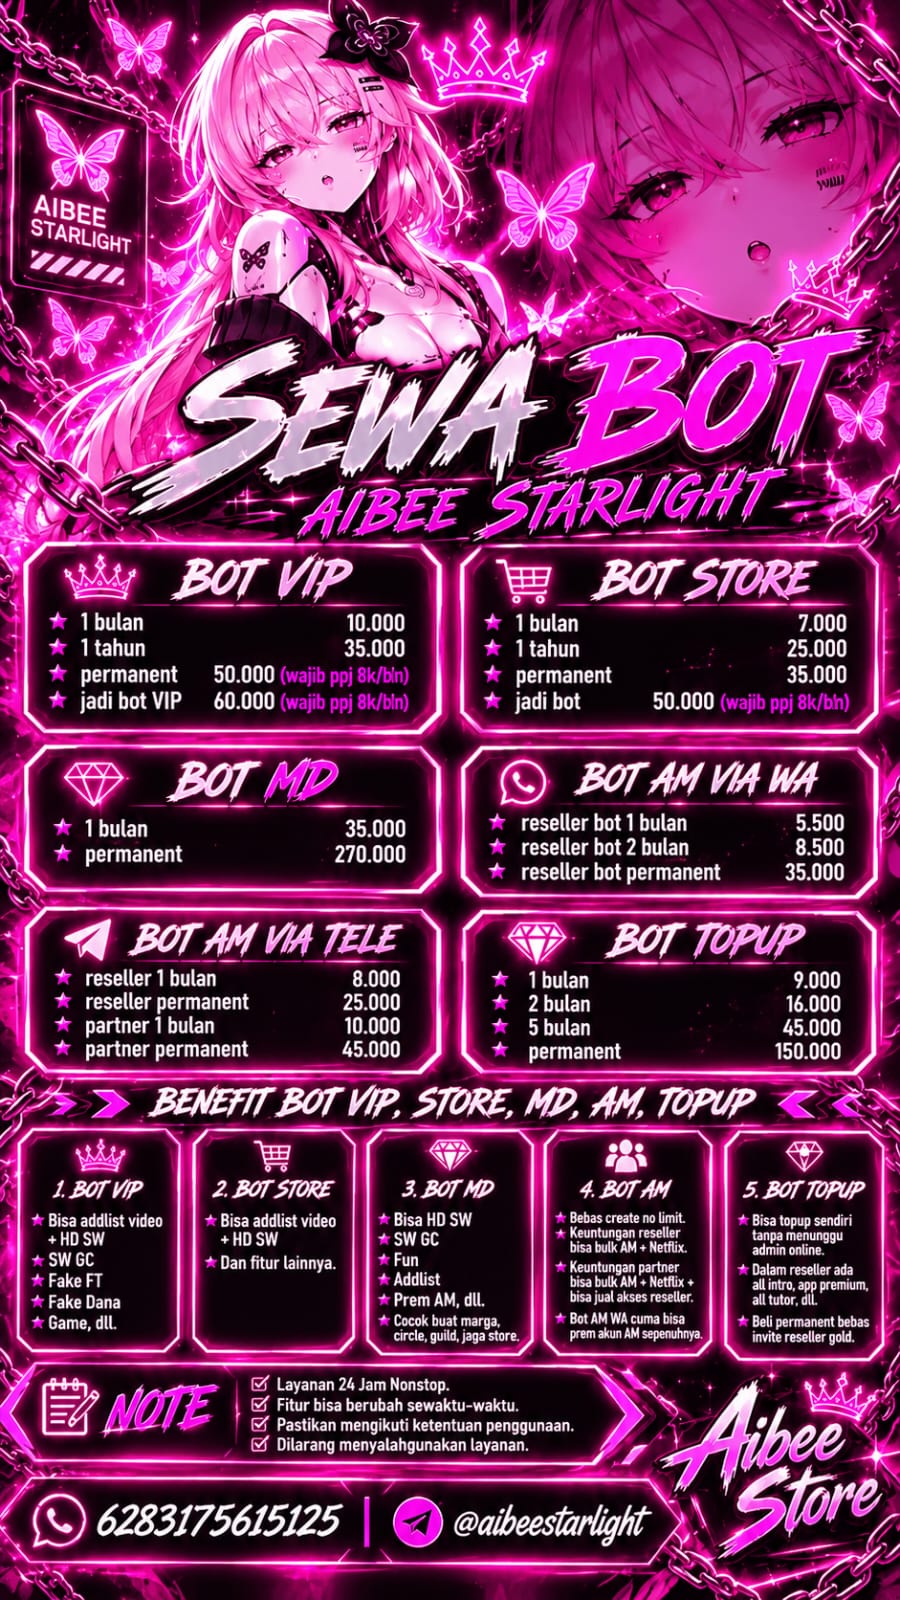 AIBEE
STARLIGHT
SEWA BOT
AIBEE STARLIGHT
BOT VIP
1 bulan 10.000
1 tahun 35.000
permanent 50.000 (wajib ppj 8k/bln)
jadi bot VIP 60.000 (wajib ppj 8k/bln)
BOT STORE
1 bulan 7.000
1 tahun 25.000
permanent 35.000
jadi bot 50.000 (wajib ppj 8k/bln)
BOT MD
1 bulan 35.000
permanent 270.000
BOT AM VIA WA
reseller bot 1 bulan 5.500
reseller bot 2 bulan 8.500
reseller bot permanent 35.000
BOT AM VIA TELE
reseller 1 bulan 8.000
reseller permanent 25.000
partner 1 bulan 10.000
partner permanent 45.000
BOT TOPUP
1 bulan 9.000
2 bulan 16.000
5 bulan 45.000
permanent 150.000
BENEFIT BOT VIP, STORE, MD, AM, TOPUP
1. BOT VIP
Bisa addlist video
+ HD SW
SW GC
Fake FT
Fake Dana
Game, dll.
2. BOT STORE
Bisa addlist video
+ HD SW
Dan fitur lainnya.
3. BOT MD
Bisa HD SW
SW GC
Fun
Addlist
Prem AM, dll.
Cocok buat marga,
circle, guild, jaga store.
4. BOT AM
Bebas create no limit.
Keuntungan reseller
bisa bulk AM + Netflix.
Keuntungan partner
bisa bulk AM + Netflix +
bisa jual akses reseller.
Bot AM WA cuma bisa
prem akun AM sepenuhnya.
5. BOT TOPUP
Bisa topup sendiri
tanpa menunggu
admin online.
Dalam reseller ada
all intro, app premium,
all tutor, dll.
Beli permanent bebas
invite reseller gold.
NOTE
Layanan 24 Jam Nonstop.
Fitur bisa berubah sewaktu-waktu.
Pastikan mengikuti ketentuan penggunaan.
Dilarang menyalahgunakan layanan.
Aibee
Store
6283175615125 | @aibeestarlight